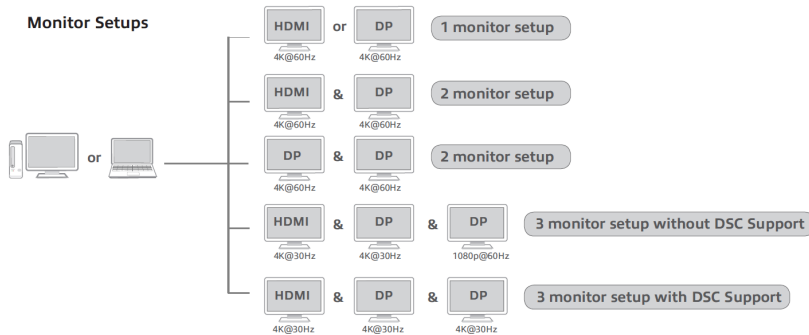 Monitor Setups
HDMI or DP 1 monitor setup
4K@60Hz 4K@60Hz
HDMI & DP 2 monitor setup
4K@60Hz 4K@60Hz
or
DP & DP 2 monitor setup
4K@60Hz 4K@60Hz
HDMI & DP & DP 3 monitor setup without DSC Support
4K@30Hz 4K@30Hz 1080p@60Hz
HDMI & DP & DP 3 monitor setup with DSC Support
4K@30Hz 4K@30Hz 4K@30Hz